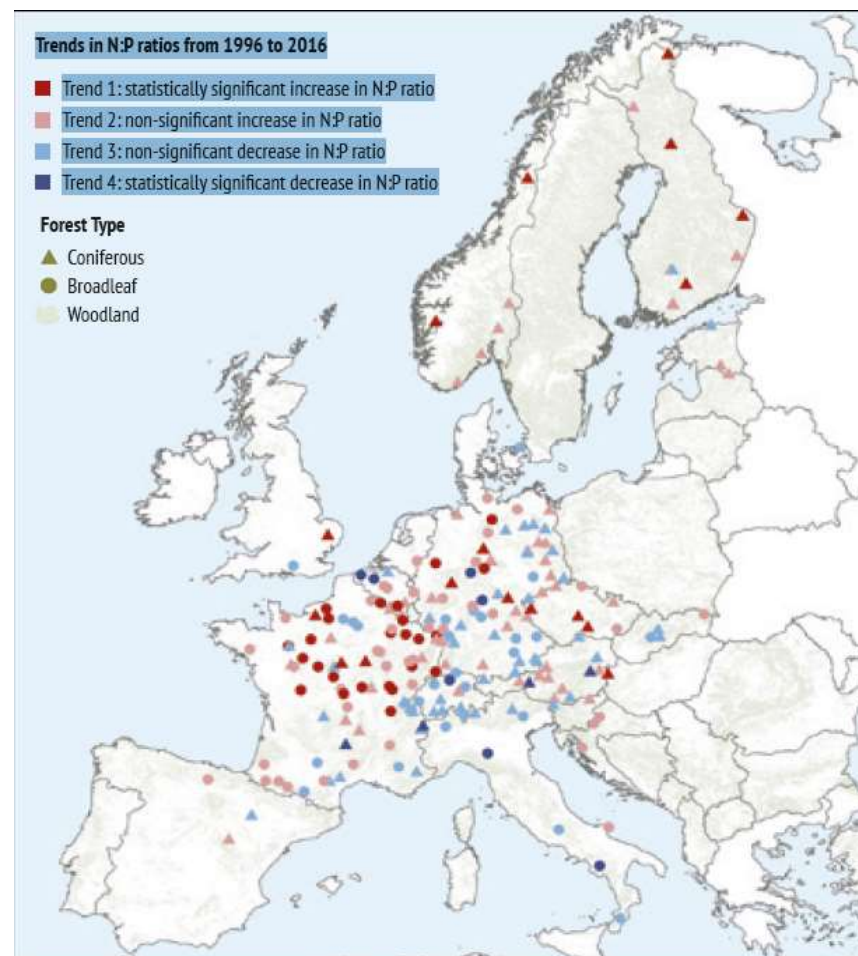 Trends in N:P ratios from 1996 to 2016
Trend 1: statistically significant increase in N:P ratio
Trend 2: non-significant increase in N:P ratio
Trend 3: non-significant decrease in N:P ratio
Trend 4: statistically significant decrease in N:P ratio
Forest Type
Coniferous
Broadleaf
Woodland